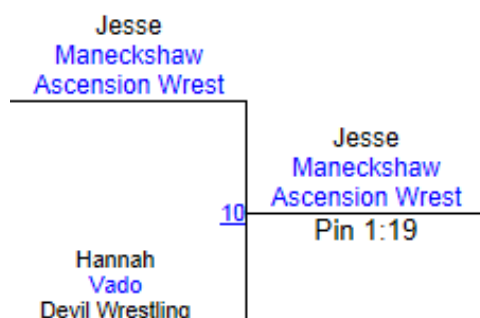 Jesse
Maneckshaw
Ascension Wrest
Jesse
Maneckshaw
Ascension Wrest
10
Pin 1:19
Hannah
Vado
Devil Wrestling